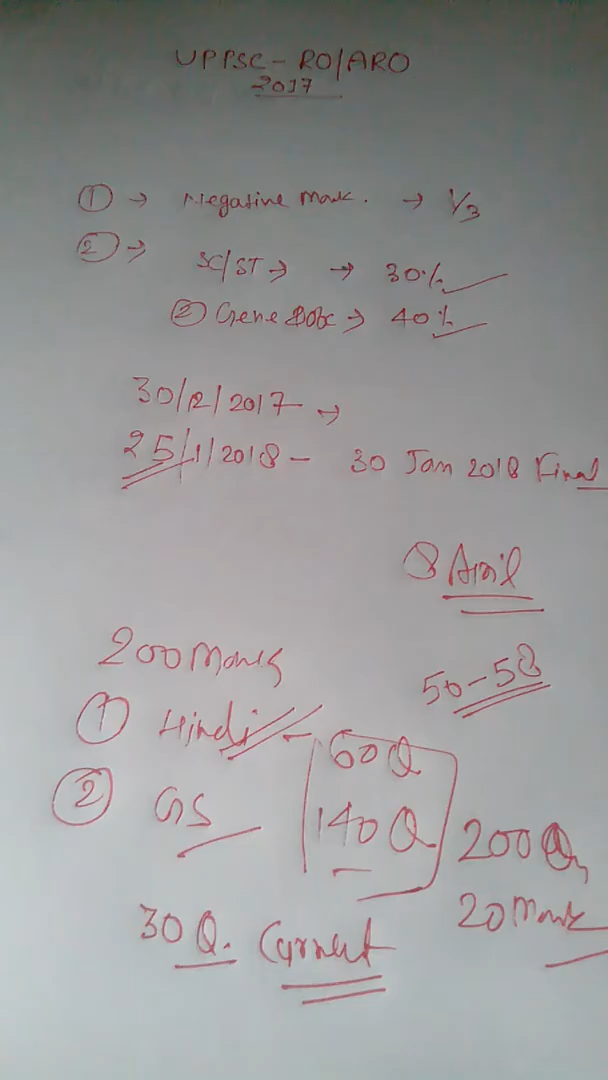 UPPSC - RO/ARO
2017
① → Negative Mark. → 1/3
② →
SC/ST → → 30%
② Gene OBC → 40%
30/12/2017 →
25/1/2018 - 30 Jan 2018 Final
8 April
200 Marks
50-58
① Hindi - 60Q
② GS 140Q
200Q,
20 Mark
30 Q. Current